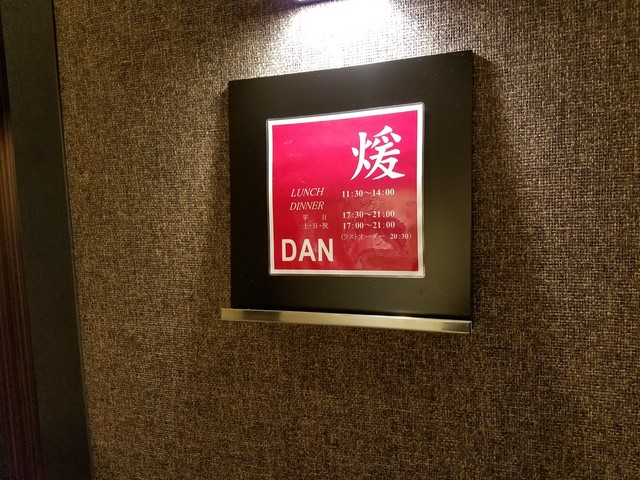 煖
LUNCH 11:30～14:00
DINNER
平 日 17:30～21:00
土・日・祝 17:00～21:00
(ラストオーダー 20:30)
DAN